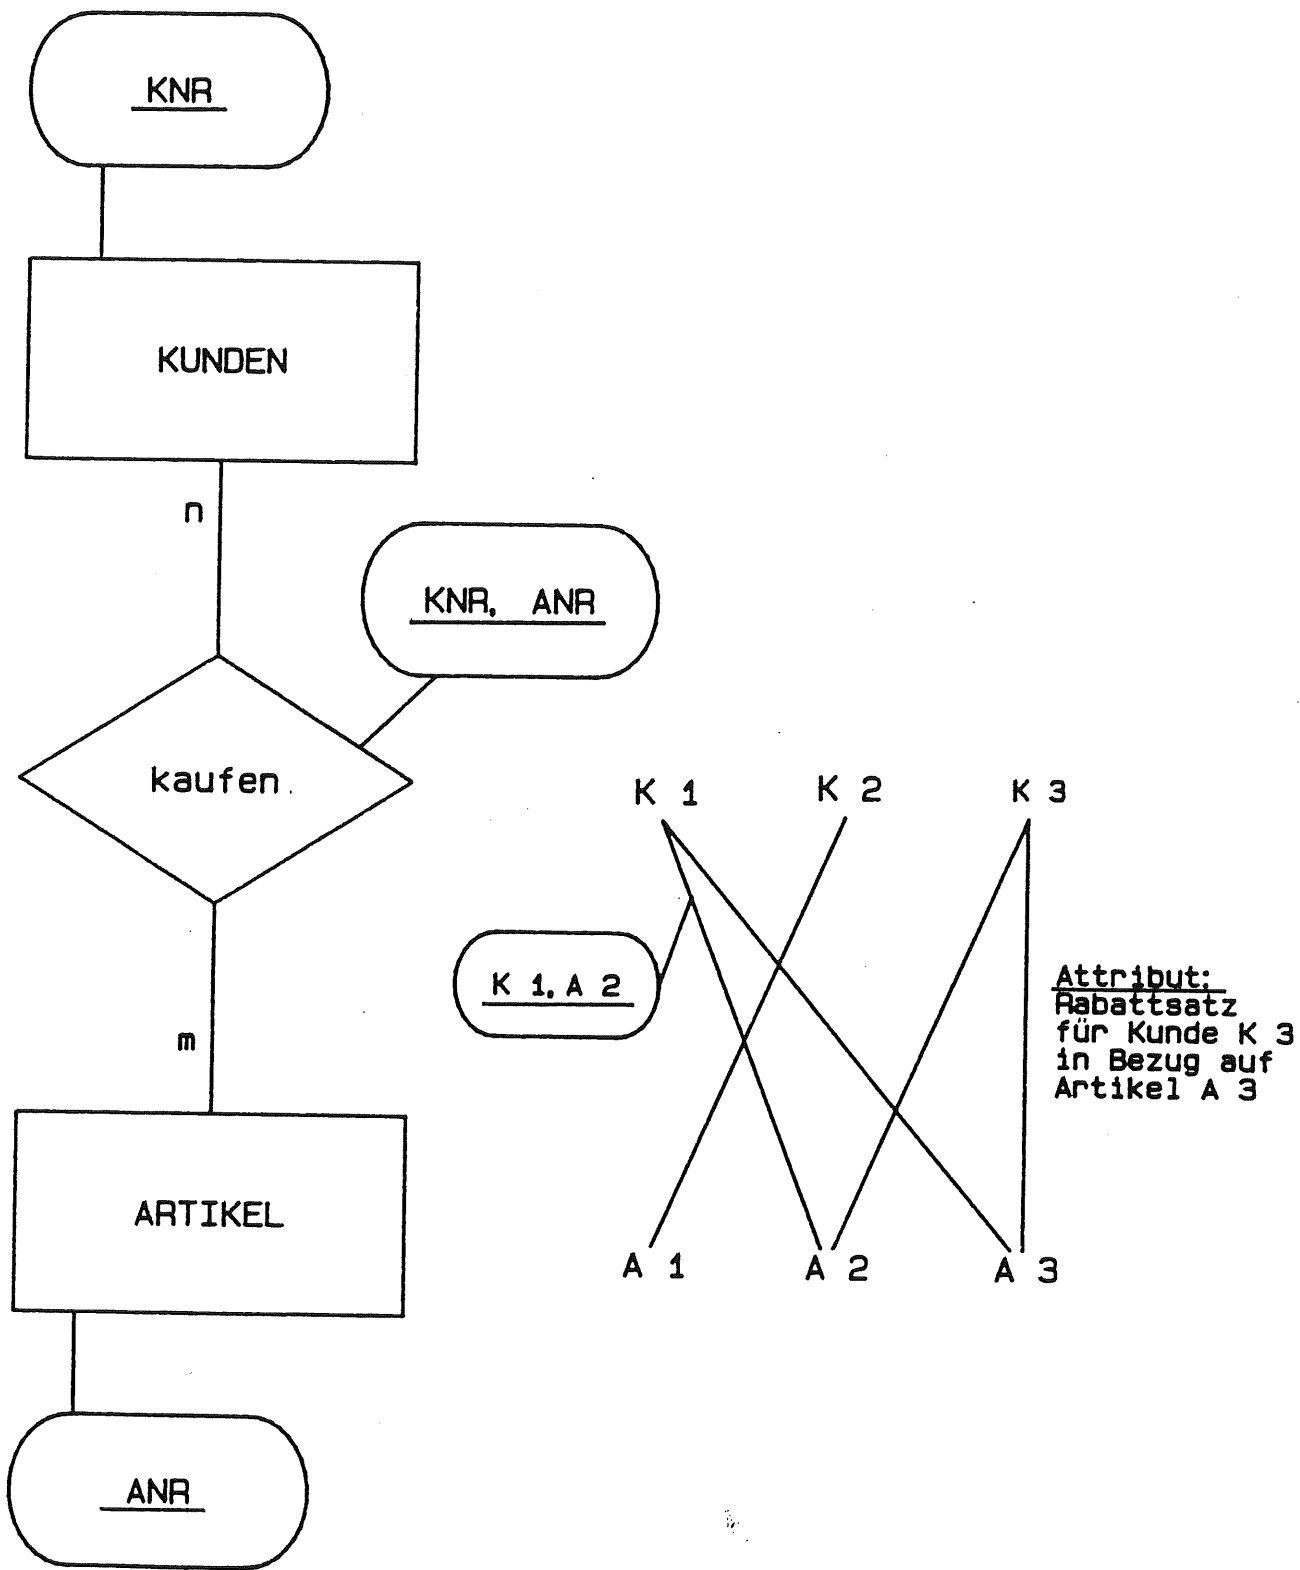 KNR
KUNDEN
n
KNR, ANR
kaufen
K 1 K 2 K 3
K 1, A 2
Attribut:
Rabattsatz
für Kunde K 3
in Bezug auf
Artikel A 3
m
ARTIKEL
A 1 A 2 A 3
ANR